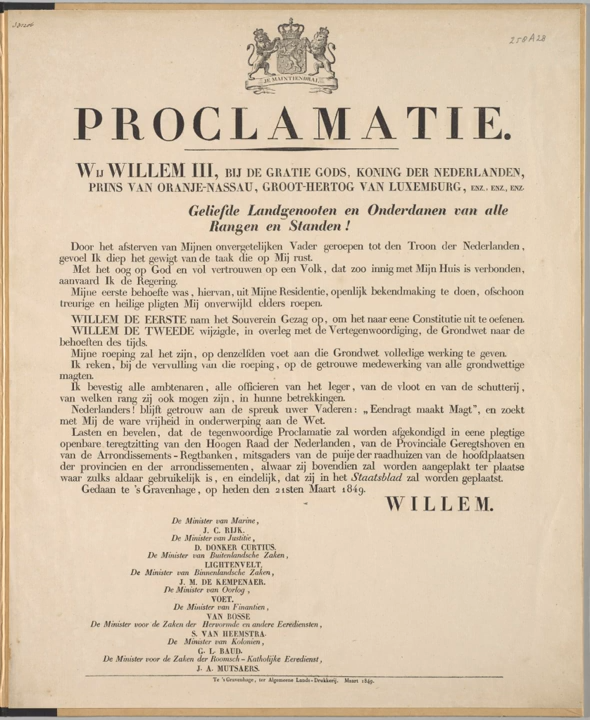 258A28
JE MAINTIENDRAI
PROCLAMATIE.
Wij WILLEM III, BIJ DE GRATIE GODS, KONING DER NEDERLANDEN,
PRINS VAN ORANJE-NASSAU, GROOT-HERTOG VAN LUXEMBURG, ENZ., ENZ., ENZ.
Geliefde Landgenooten en Onderdanen van alle
Rangen en Standen!
Door het afsterven van Mijnen onvergetelijken Vader geroepen tot den Troon der Nederlanden,
gevoel Ik diep het gewigt van de taak die op Mij rust.
Met het oog op God en vol vertrouwen op een Volk, dat zoo innig met Mijn Huis is verbonden,
aanvaard Ik de Regering.
Mijne eerste behoefte was, hiervan, uit Mijne Residentie, openlijk bekendmaking te doen, ofschoon
treurige en heilige pligten Mij onverwijld elders roepen.
WILLEM DE EERSTE nam het Souverein Gezag op, om het naar eene Constitutie uit te oefenen.
WILLEM DE TWEEDE wijzigde, in overleg met de Vertegenwoordiging, de Grondwet naar de
behoeften des tijds.
Mijne roeping zal het zijn, op denzelfden voet aan die Grondwet volledige werking te geven.
Ik reken, bij de vervulling van die roeping, op de getrouwe medewerking van alle grondwettige
magten.
Ik bevestig alle ambtenaren, alle officieren van het leger, van de vloot en van de schutterij,
van welken rang zij ook mogen zijn, in hunne betrekkingen.
Nederlanders! blijft getrouw aan de spreuk uwer Vaderen: „Eendragt maakt Magt", en zoekt
met Mij de ware vrijheid in onderwerping aan de Wet.
Lasten en bevelen, dat de tegenwoordige Proclamatie zal worden afgekondigd in eene plegtige
openbare teregtzitting van den Hoogen Raad der Nederlanden, van de Provinciale Geregtshoven en
van de Arrondissements-Regtbanken, mitsgaders van de puije der raadhuizen van de hoofdplaatsen
der provincien en der arrondissementen, alwaar zij bovendien zal worden aangeplakt ter plaatse
waar zulks aldaar gebruikelijk is, en eindelijk, dat zij in het Staatsblad zal worden geplaatst.
Gedaan te 's Gravenhage, op heden den 21sten Maart 1849.
WILLEM.
De Minister van Marine,
J. C. RIJK.
De Minister van Justitie,
D. DONKER CURTIUS.
De Minister van Buitenlandsche Zaken,
LIGHTENVELT.
De Minister van Binnenlandsche Zaken,
J. M. DE KEMPENAER.
De Minister van Oorlog,
VOET.
De Minister van Finantien,
VAN BOSSE
De Minister voor de Zaken der Hervormde en andere Eerediensten,
S. VAN HEEMSTRA.
De Minister van Kolonien,
G. L. BAUD.
De Minister voor de Zaken der Roomsch-Katholijke Eeredienst,
J. A. MUTSAERS.
Te 's Gravenhage, ter Algemeene Lands-Drukkerij. Maart 1849.